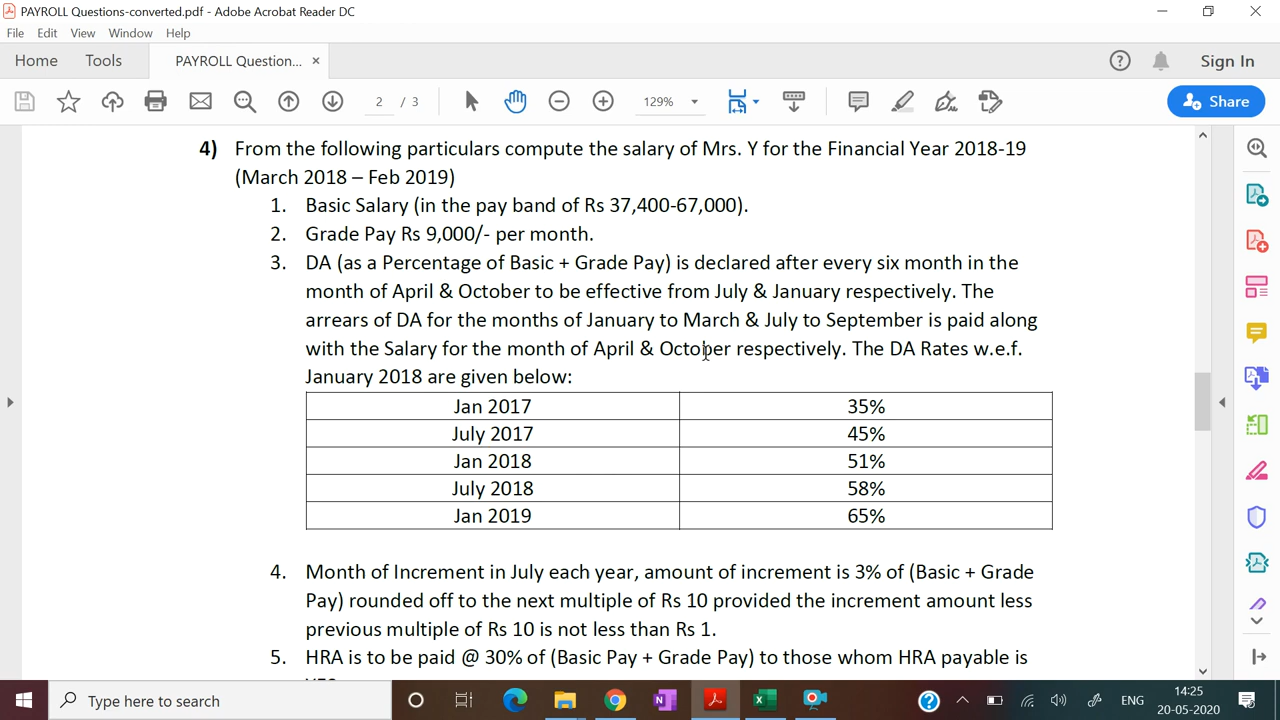 PAYROLL Questions-converted.pdf - Adobe Acrobat Reader DC
File Edit View Window Help
Home Tools PAYROLL Question... × Sign In
2 / 3 129% Share
4) From the following particulars compute the salary of Mrs. Y for the Financial Year 2018-19
(March 2018 – Feb 2019)
1. Basic Salary (in the pay band of Rs 37,400-67,000).
2. Grade Pay Rs 9,000/- per month.
3. DA (as a Percentage of Basic + Grade Pay) is declared after every six month in the
month of April & October to be effective from July & January respectively. The
arrears of DA for the months of January to March & July to September is paid along
with the Salary for the month of April & October respectively. The DA Rates w.e.f.
January 2018 are given below:
Jan 2017 35%
July 2017 45%
Jan 2018 51%
July 2018 58%
Jan 2019 65%
4. Month of Increment in July each year, amount of increment is 3% of (Basic + Grade
Pay) rounded off to the next multiple of Rs 10 provided the increment amount less
previous multiple of Rs 10 is not less than Rs 1.
5. HRA is to be paid @ 30% of (Basic Pay + Grade Pay) to those whom HRA payable is
Type here to search ENG 14:25
20-05-2020